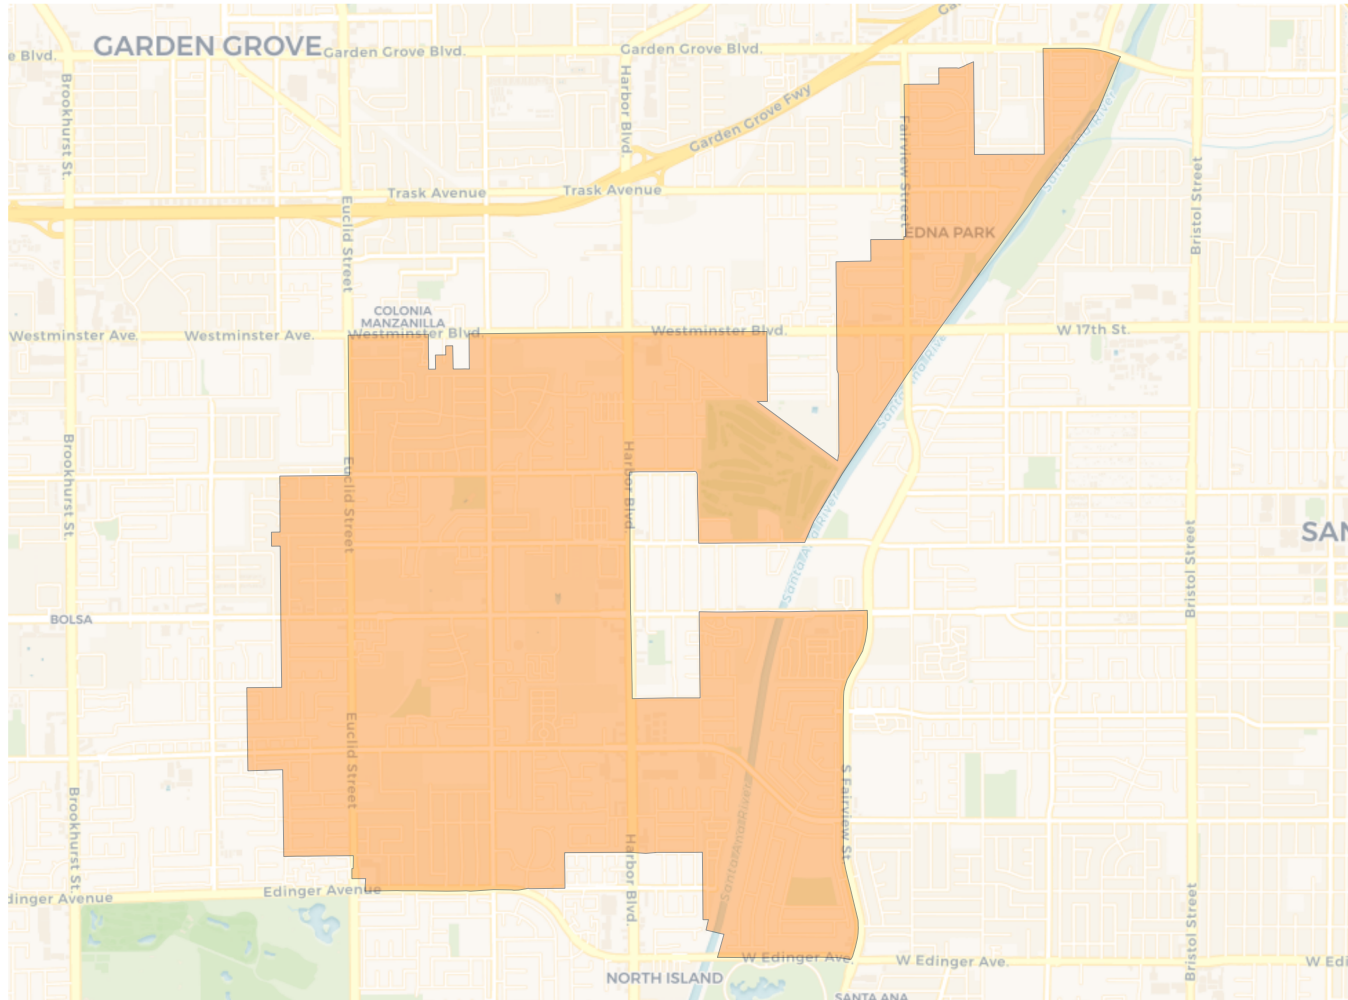 Ga
GARDEN GROVE
e Blvd.
Garden Grove Blvd.
Garden Grove Blvd.
Brookhurst St.
Harbor Blvd.
Garden Grove Fwy
Fairview Street
Santa Ana River
Trask Avenue
Trask Avenue
Bristol Street
Euclid Street
EDNA PARK
COLONIA
MANZANILLA
Westminster Ave.
Westminster Ave.
Westminster Blvd.
Westminster Blvd.
W 17th St.
Santa Ana River
Brookhurst St.
Euclid Street
Harbor Blvd.
Santa Ana River
Bristol Street
SAN
BOLSA
Euclid Street
S Fairview St
Brookhurst St.
Harbor Blvd.
Santa Ana River
Edinger Avenue
dinger Avenue
Bristol Street
W Edinger Ave.
W Edinger Ave.
W Edi
NORTH ISLAND
SANTA ANA